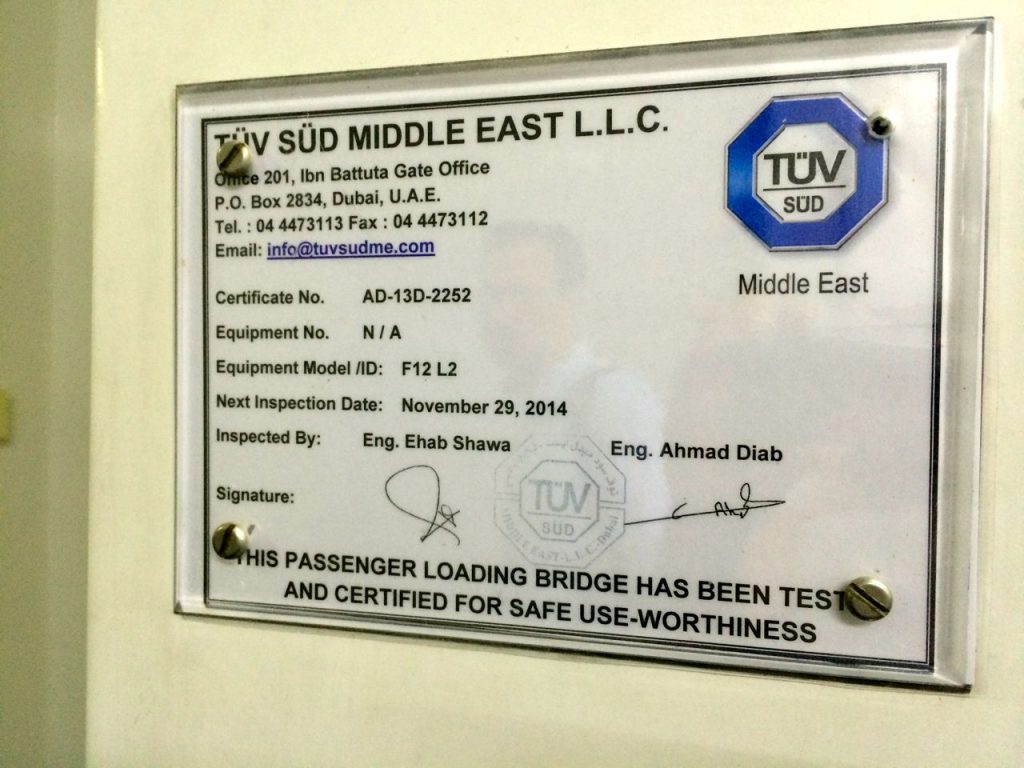 TÜV SÜD MIDDLE EAST L.L.C.
Office 201, Ibn Battuta Gate Office
P.O. Box 2834, Dubai, U.A.E.
Tel. : 04 4473113 Fax : 04 4473112
Email: info@tuvsudme.com
TÜV
SÜD
Middle East
Certificate No. AD-13D-2252
Equipment No. N / A
Equipment Model /ID: F12 L2
Next Inspection Date: November 29, 2014
Inspected By: Eng. Ehab Shawa Eng. Ahmad Diab
Signature:
TÜV
SÜD
MIDDLE EAST-L.L.C.-Dubai
THIS PASSENGER LOADING BRIDGE HAS BEEN TEST
AND CERTIFIED FOR SAFE USE-WORTHINESS